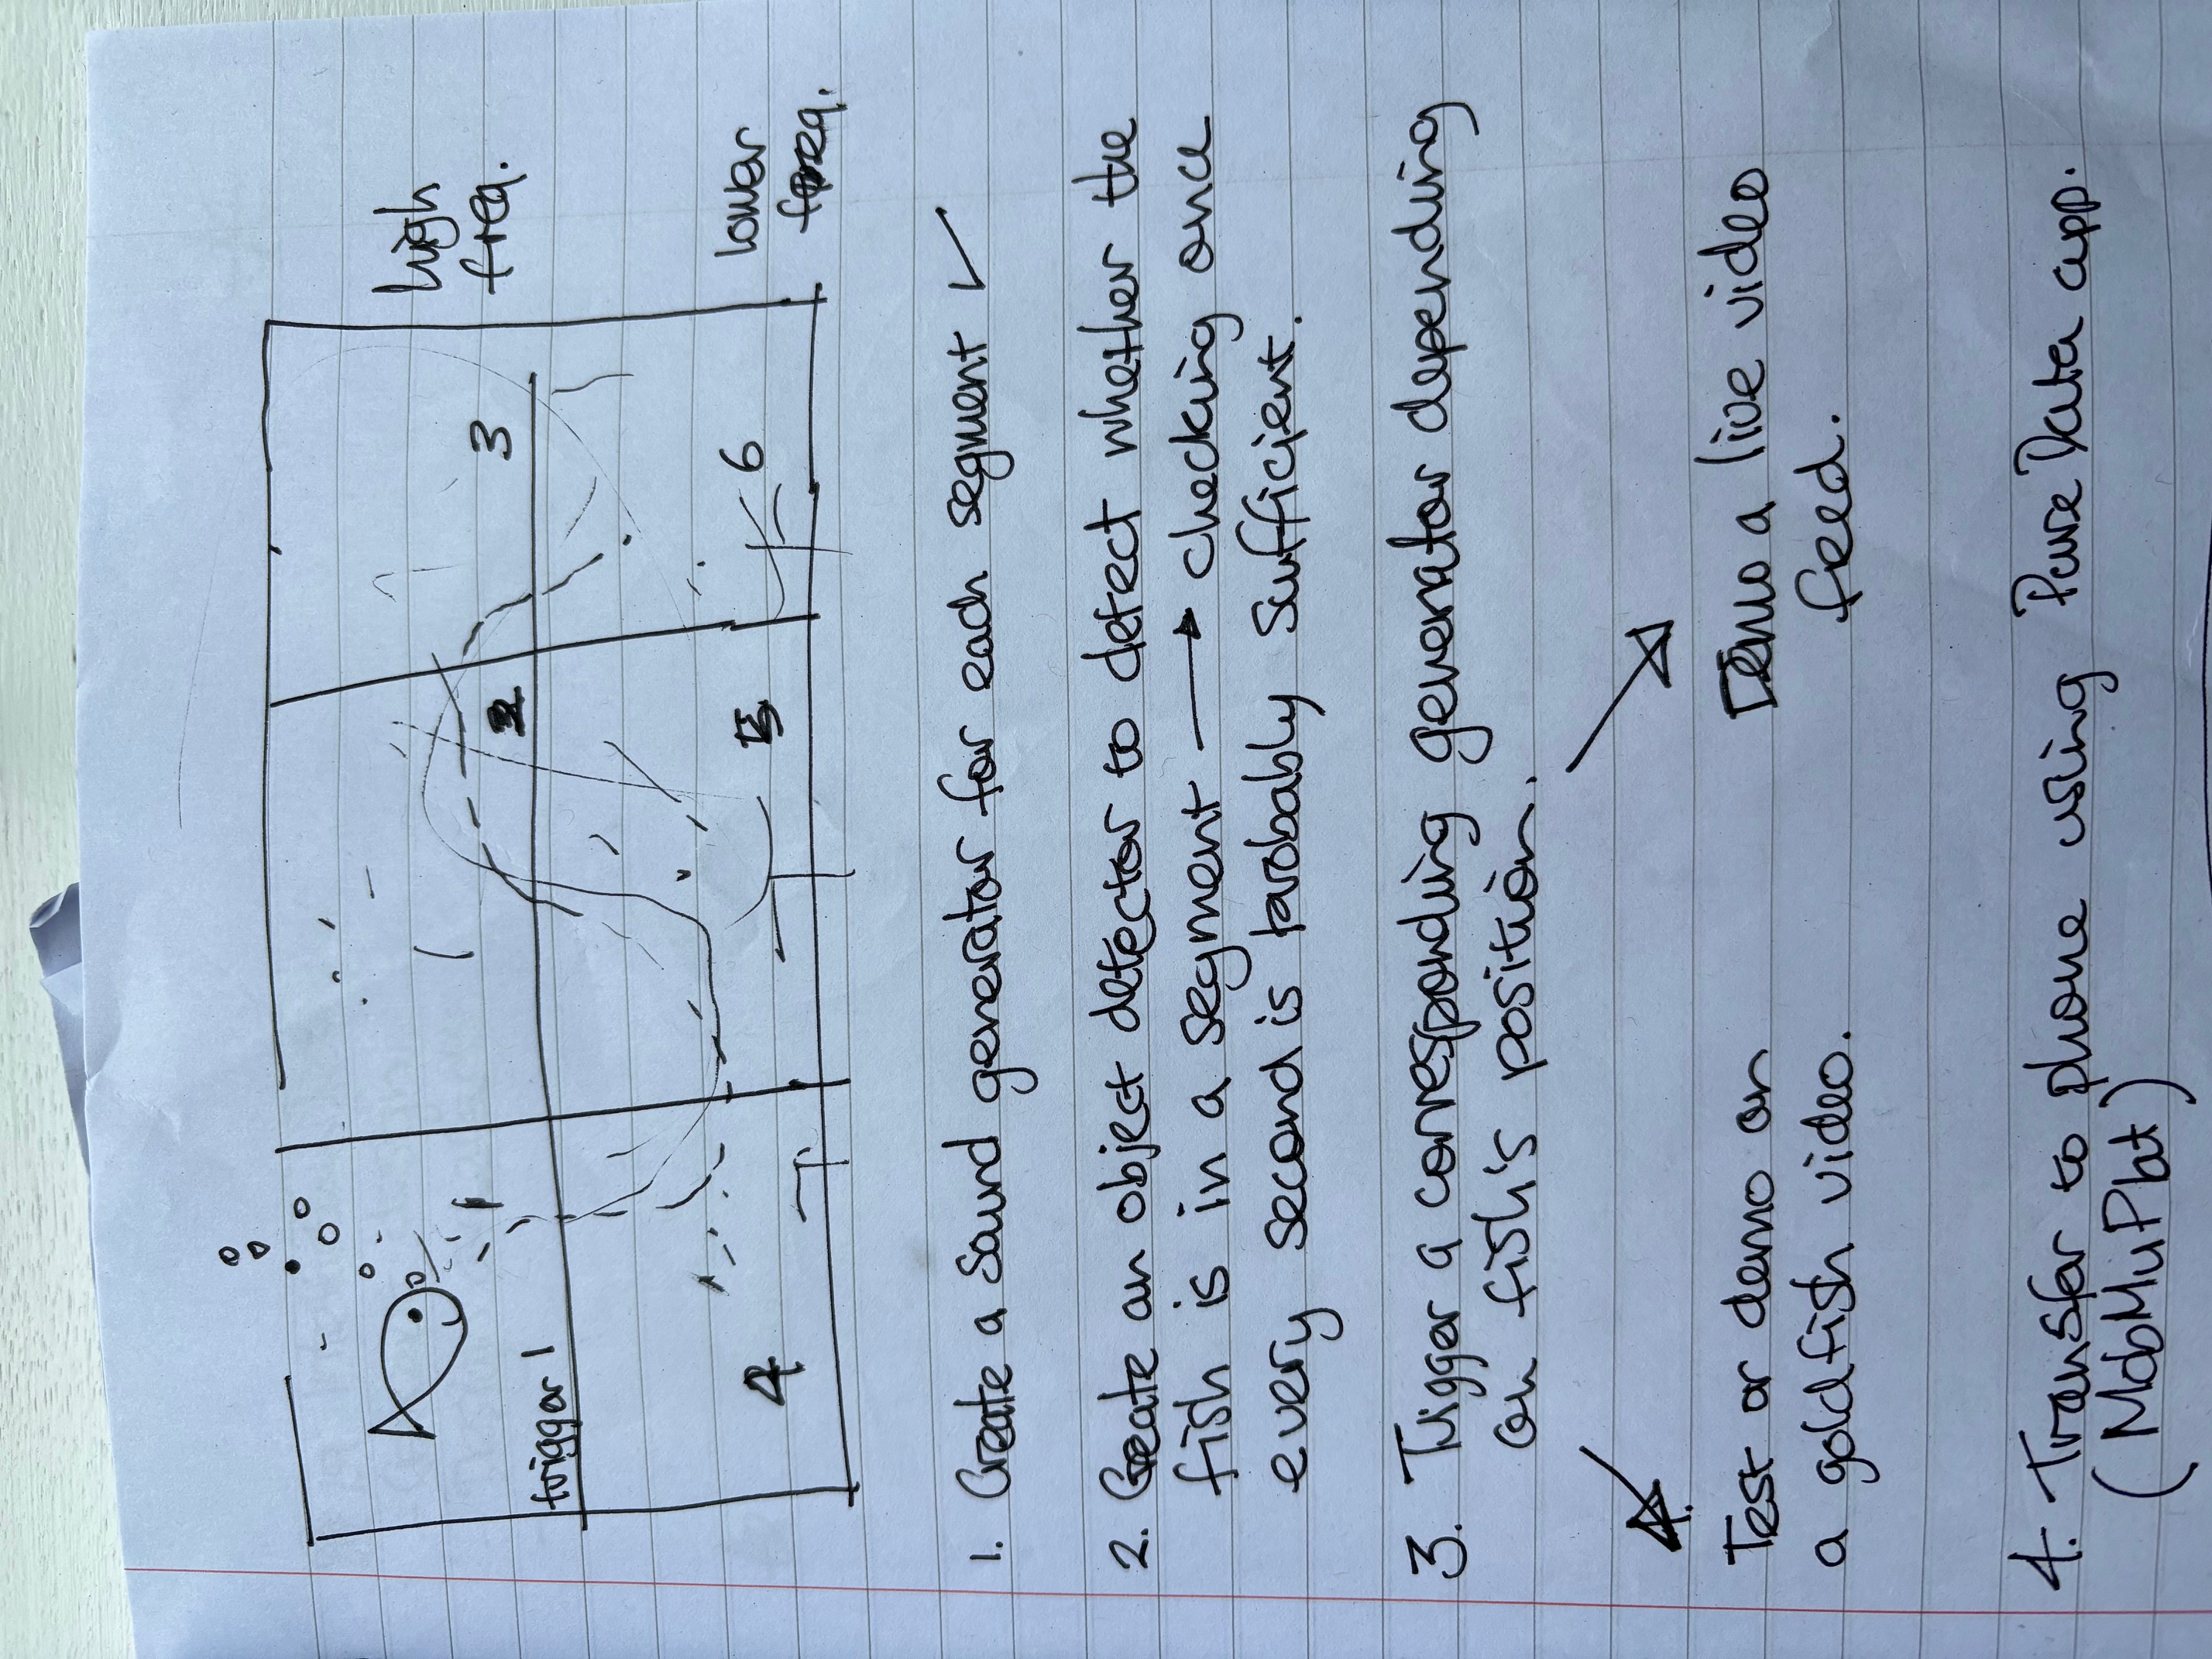 high
freq.
trigger 1
2
3
4
5
6
lower
freq.
1. Create a sound generator for each segment ✓
2. Create an object detector to detect whether the
fish is in a segment → checking once
every second is probably sufficient.
3. Trigger a corresponding generator depending
on fish's position.
Test or demo on
a goldfish video.
Demo a live video
feed.
4. Transfer to phone using Pure Data app.
(MobMuPlat)